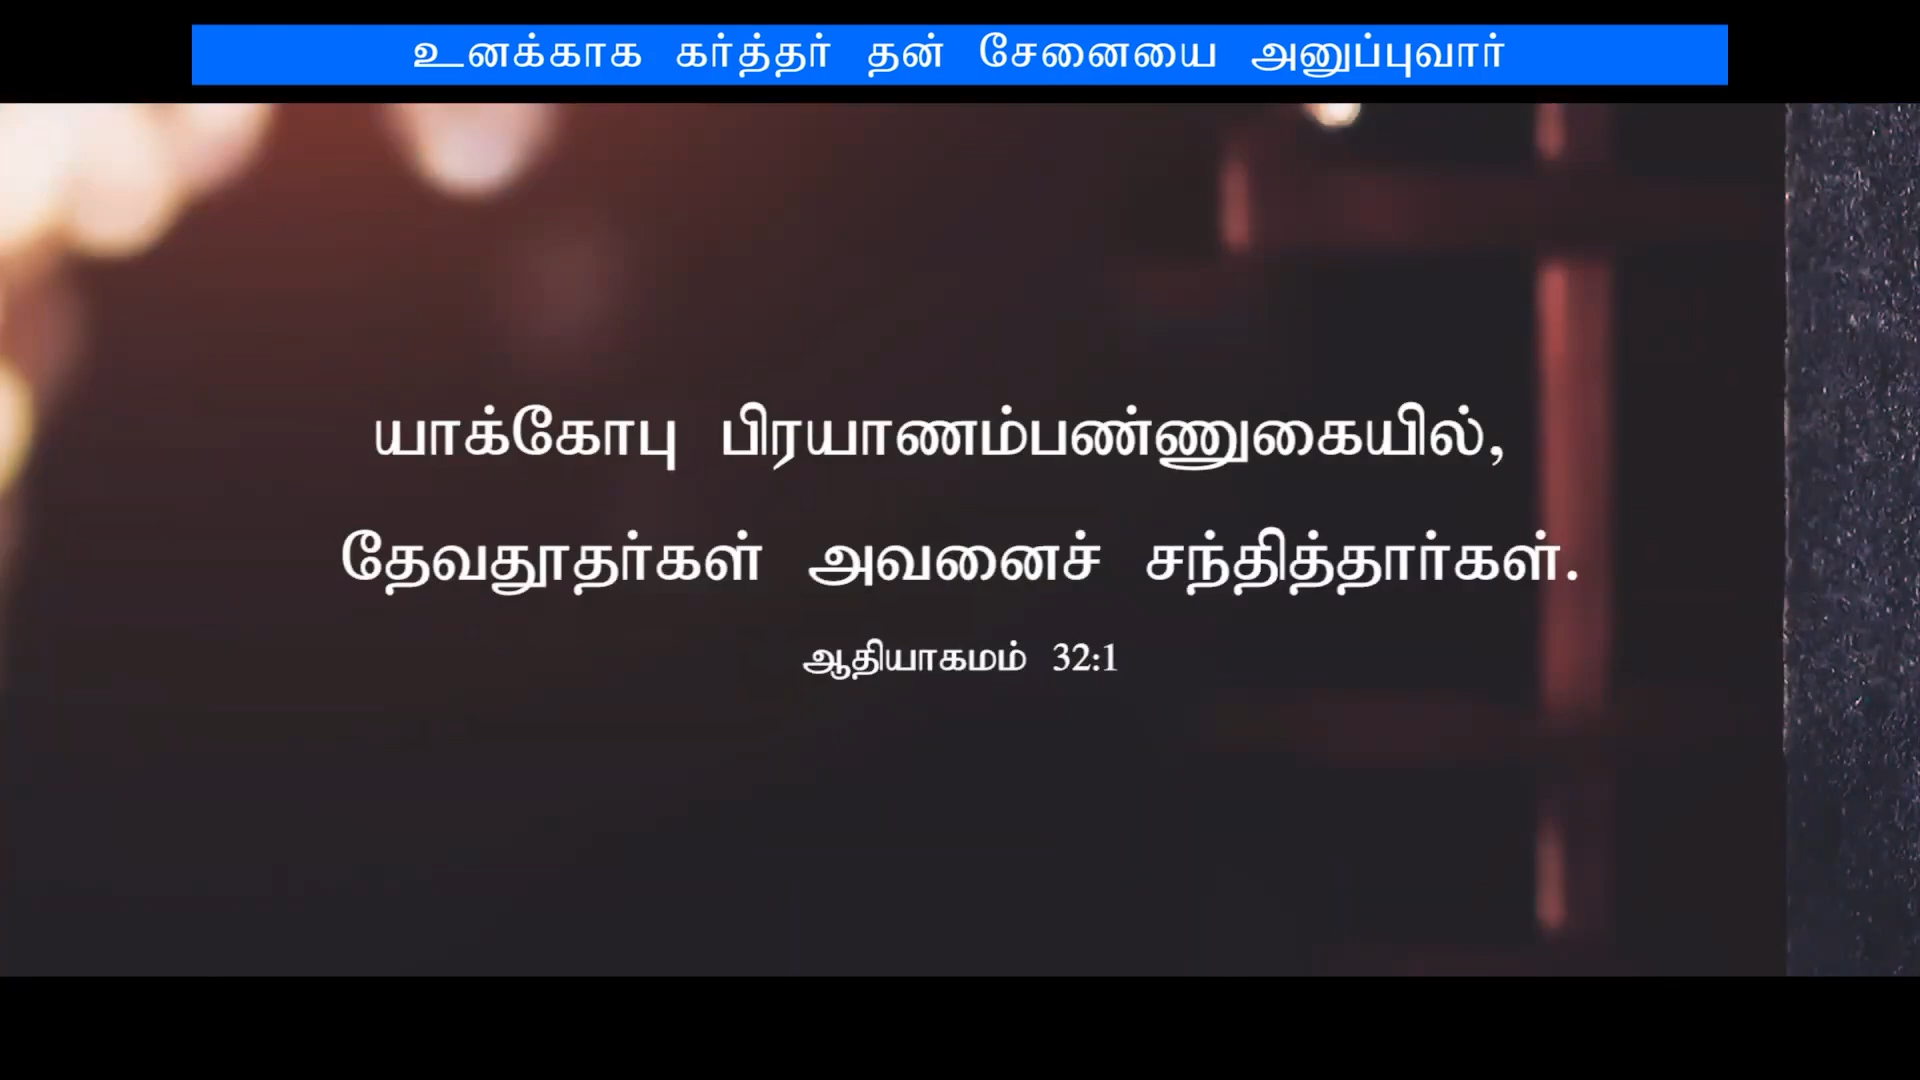 உனக்காக கர்த்தர் தன் சேனையை அனுப்புவார்
யாக்கோபு பிரயாணம்பண்ணுகையில்,
தேவதூதர்கள் அவனைச் சந்தித்தார்கள்.
ஆதியாகமம் 32:1